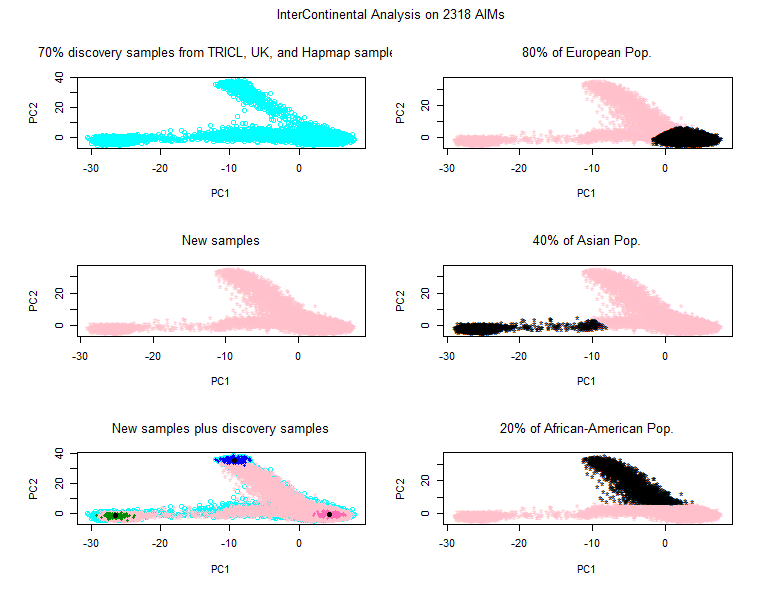 InterContinental Analysis on 2318 AIMs
70% discovery samples from TRICL, UK, and Hapmap sample
PC2
0
20
40
-30
-20
-10
0
PC1
80% of European Pop.
PC2
0
20
-30
-20
-10
0
PC1
New samples
PC2
0
20
-30
-20
-10
0
PC1
40% of Asian Pop.
PC2
0
20
-30
-20
-10
0
PC1
New samples plus discovery samples
PC2
0
20
40
-30
-20
-10
0
PC1
20% of African-American Pop.
PC2
0
20
-30
-20
-10
0
PC1